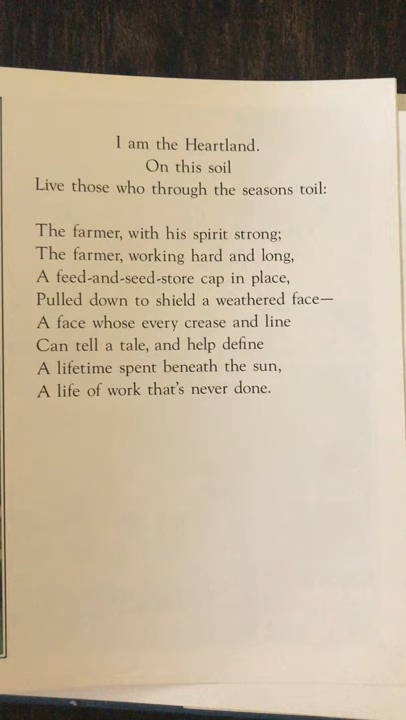 I am the Heartland.
On this soil
Live those who through the seasons toil:
The farmer, with his spirit strong;
The farmer, working hard and long,
A feed-and-seed-store cap in place,
Pulled down to shield a weathered face—
A face whose every crease and line
Can tell a tale, and help define
A lifetime spent beneath the sun,
A life of work that's never done.